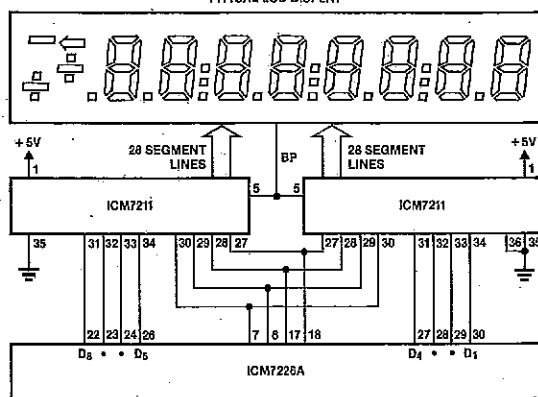 +5V
1
28 SEGMENT
LINES
BP
28 SEGMENT
LINES
+5V
1
ICM7211
5
5
ICM7211
35
31 32 33 34
30 29 28 27
27 28 29 30
31 32 33 34
36 35
22 23 24 26
7 6 17 18
27 28 29 30
D8 • • D5
D4 • • D1
ICM7226A